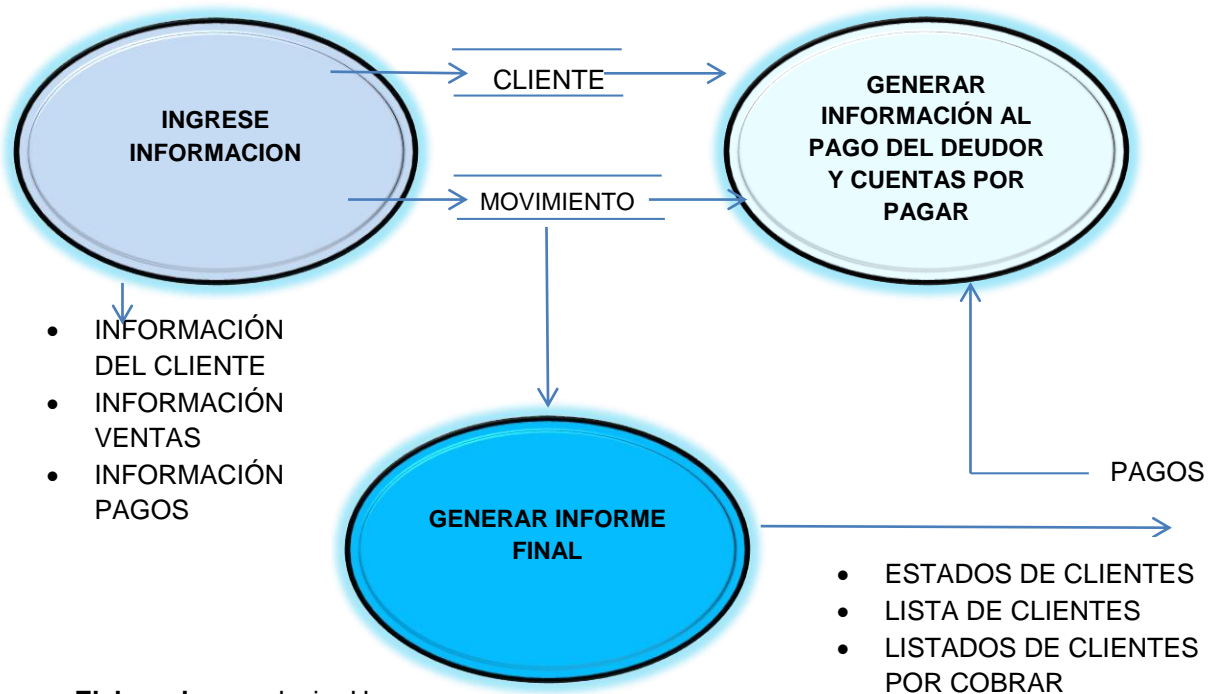 CLIENTE
INGRESE
INFORMACION
GENERAR
INFORMACIÓN AL
PAGO DEL DEUDOR
Y CUENTAS POR
PAGAR
MOVIMIENTO
• INFORMACIÓN
DEL CLIENTE
• INFORMACIÓN
VENTAS
• INFORMACIÓN
PAGOS
PAGOS
GENERAR INFORME
FINAL
• ESTADOS DE CLIENTES
• LISTA DE CLIENTES
• LISTADOS DE CLIENTES
POR COBRAR